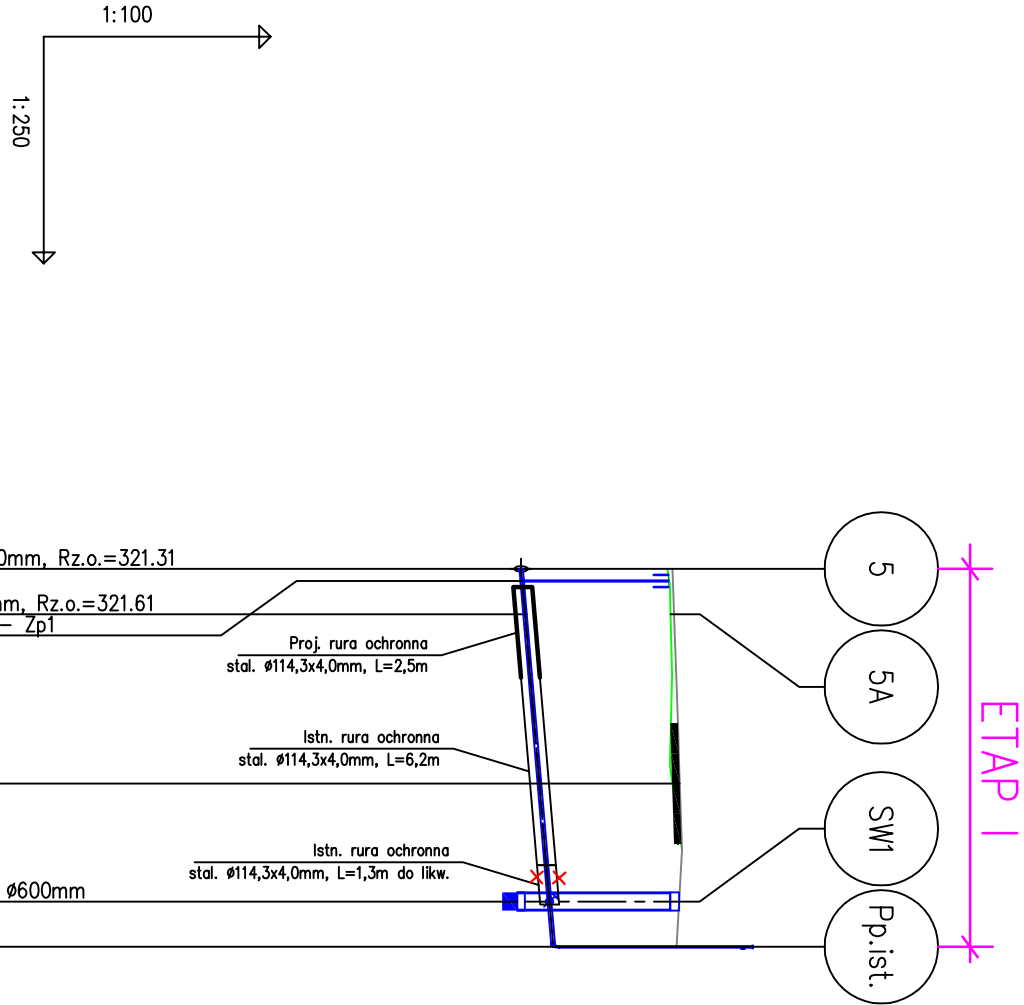 1:100
1:250
0mm, Rz.o.=321.31
mm, Rz.o.=321.61
– Zp1
Proj. rura ochronna
stal. ø114,3x4,0mm, L=2,5m
Istn. rura ochronna
stal. ø114,3x4,0mm, L=6,2m
Istn. rura ochronna
stal. ø114,3x4,0mm, L=1,3m do likw.
ø600mm
5
5A
SW1
Pp.ist.
ETAP I